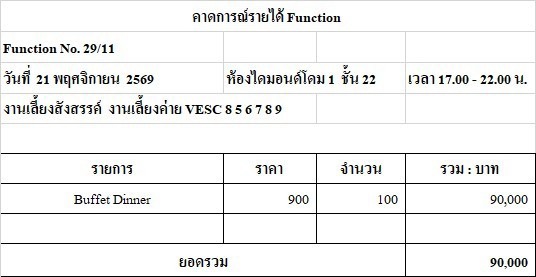 คาดการณ์รายได้ Function
Function No. 29/11
วันที่ 21 พฤศจิกายน 2569 ห้องไดมอนด์โดม 1 ชั้น 22 เวลา 17.00 - 22.00 น.
งานเลี้ยงสังสรรค์ งานเลี้ยงค่าย VESC 8 5 6 7 8 9
รายการ ราคา จำนวน รวม : บาท
Buffet Dinner 900 100 90,000
ยอดรวม 90,000